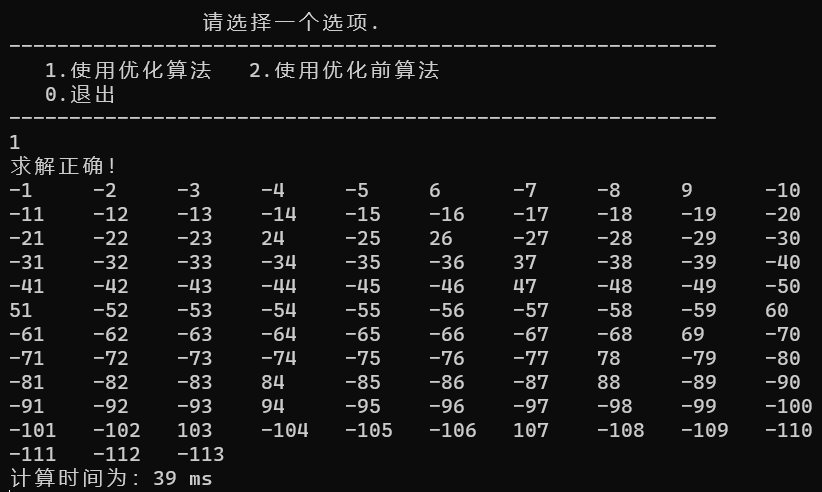 请选择一个选项.
-----------------------------------------------------------
1.使用优化算法 2.使用优化前算法
0.退出
-----------------------------------------------------------
1
求解正确!
-1 -2 -3 -4 -5 6 -7 -8 9 -10
-11 -12 -13 -14 -15 -16 -17 -18 -19 -20
-21 -22 -23 24 -25 26 -27 -28 -29 -30
-31 -32 -33 -34 -35 -36 37 -38 -39 -40
-41 -42 -43 -44 -45 -46 47 -48 -49 -50
51 -52 -53 -54 -55 -56 -57 -58 -59 60
-61 -62 -63 -64 -65 -66 -67 -68 69 -70
-71 -72 -73 -74 -75 -76 -77 78 -79 -80
-81 -82 -83 84 -85 -86 -87 88 -89 -90
-91 -92 -93 94 -95 -96 -97 -98 -99 -100
-101 -102 103 -104 -105 -106 107 -108 -109 -110
-111 -112 -113
计算时间为: 39 ms